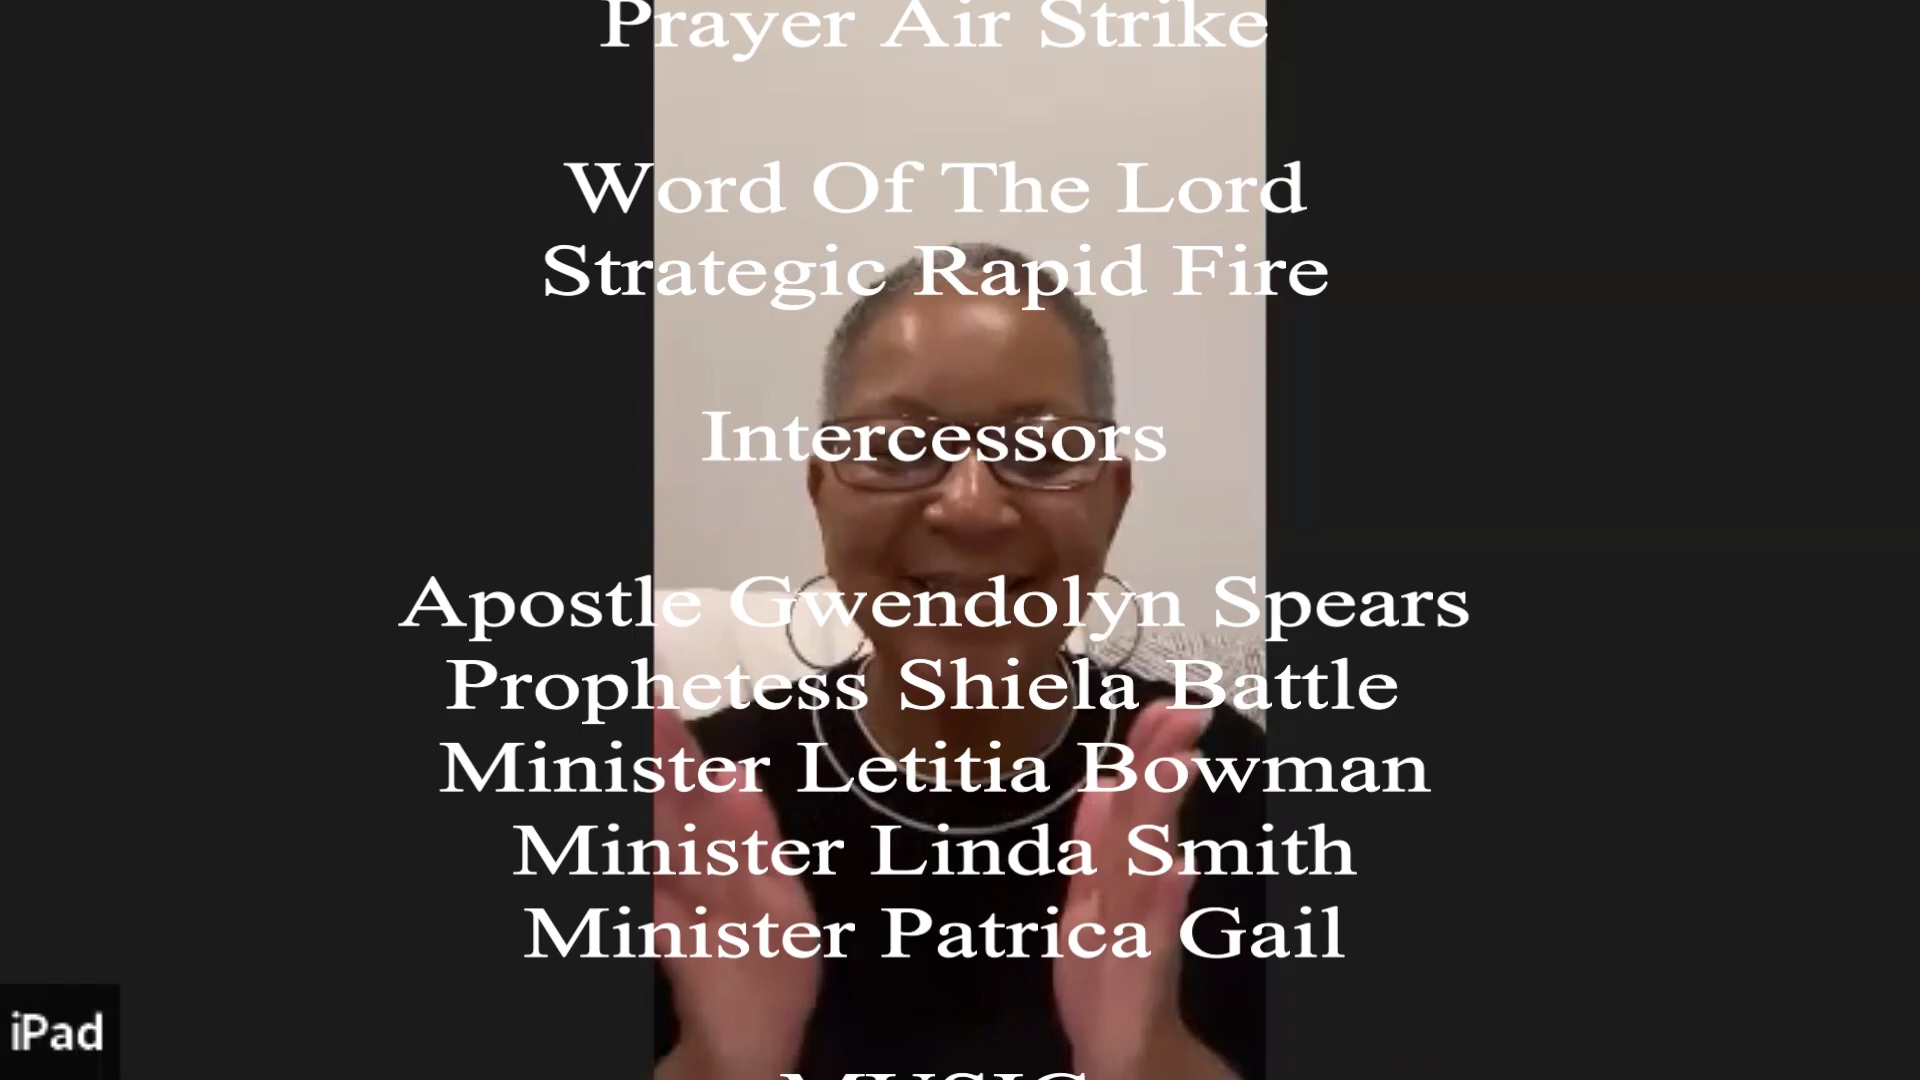 Prayer Air Strike
Word Of The Lord
Strategic Rapid Fire
Intercessors
Apostle Gwendolyn Spears
Prophetess Shiela Battle
Minister Letitia Bowman
Minister Linda Smith
Minister Patrica Gail
MUSIC
iPad